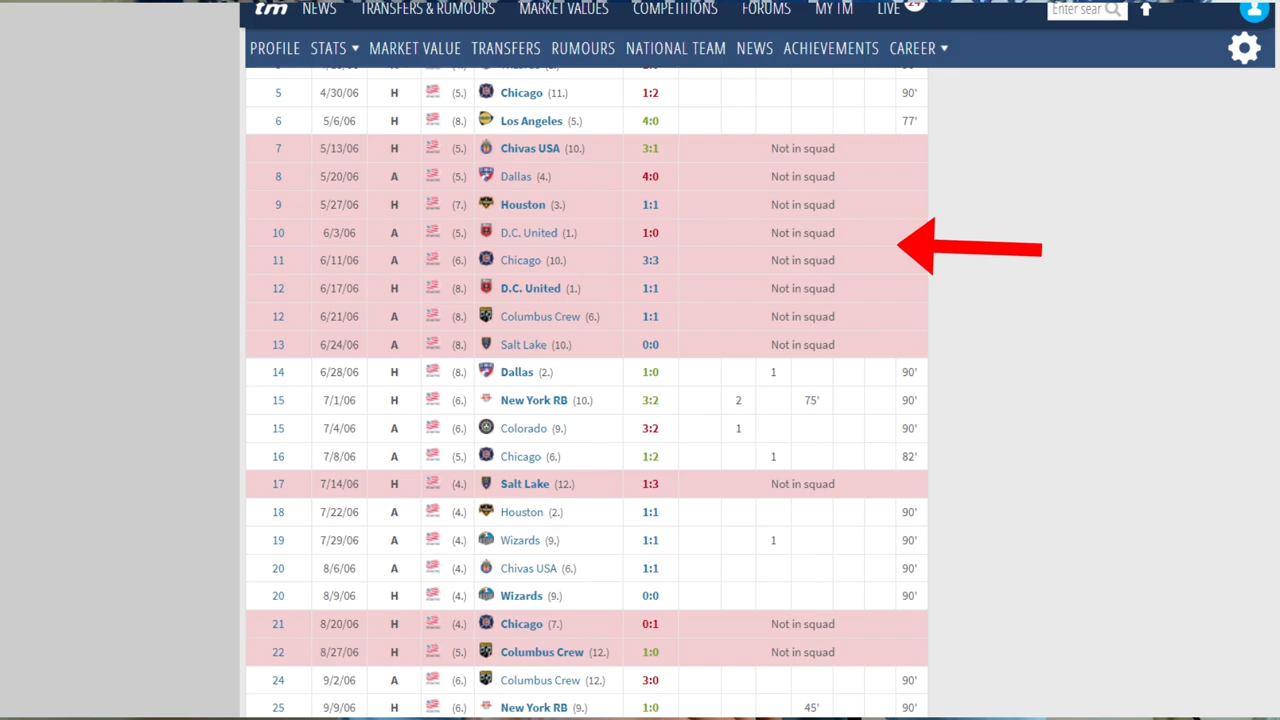 tm NEWS TRANSFERS & RUMOURS MARKET VALUES COMPETITIONS FORUMS MY TM LIVE 24 Enter sear
PROFILE STATS MARKET VALUE TRANSFERS RUMOURS NATIONAL TEAM NEWS ACHIEVEMENTS CAREER
5 4/30/06 H (5.) Chicago (11.) 1:2 90'
6 5/6/06 H (8.) Los Angeles (5.) 4:0 77'
7 5/13/06 H (5.) Chivas USA (10.) 3:1 Not in squad
8 5/20/06 A (5.) Dallas (4.) 4:0 Not in squad
9 5/27/06 H (7.) Houston (3.) 1:1 Not in squad
10 6/3/06 A (5.) D.C. United (1.) 1:0 Not in squad
11 6/11/06 A (6.) Chicago (10.) 3:3 Not in squad
12 6/17/06 H (8.) D.C. United (1.) 1:1 Not in squad
12 6/21/06 A (8.) Columbus Crew (6.) 1:1 Not in squad
13 6/24/06 A (8.) Salt Lake (10.) 0:0 Not in squad
14 6/28/06 H (8.) Dallas (2.) 1:0 1 90'
15 7/1/06 H (6.) New York RB (10.) 3:2 2 75' 90'
15 7/4/06 A (6.) Colorado (9.) 3:2 1 90'
16 7/8/06 A (5.) Chicago (6.) 1:2 1 82'
17 7/14/06 H (4.) Salt Lake (12.) 1:3 Not in squad
18 7/22/06 A (4.) Houston (2.) 1:1 90'
19 7/29/06 A (4.) Wizards (9.) 1:1 1 90'
20 8/6/06 A (4.) Chivas USA (6.) 1:1 90'
20 8/9/06 H (4.) Wizards (9.) 0:0 90'
21 8/20/06 H (4.) Chicago (7.) 0:1 Not in squad
22 8/27/06 H (5.) Columbus Crew (12.) 1:0 Not in squad
24 9/2/06 A (6.) Columbus Crew (12.) 3:0 90'
25 9/9/06 H (6.) New York RB (9.) 1:0 45' 90'